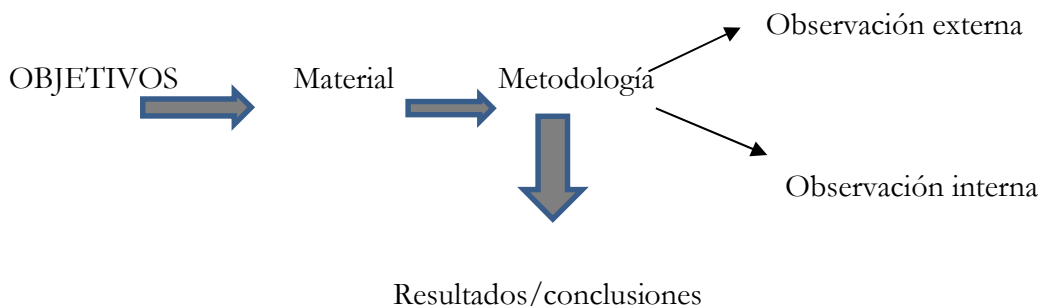 Observación externa
OBJETIVOS Material Metodología
Observación interna
Resultados/conclusiones